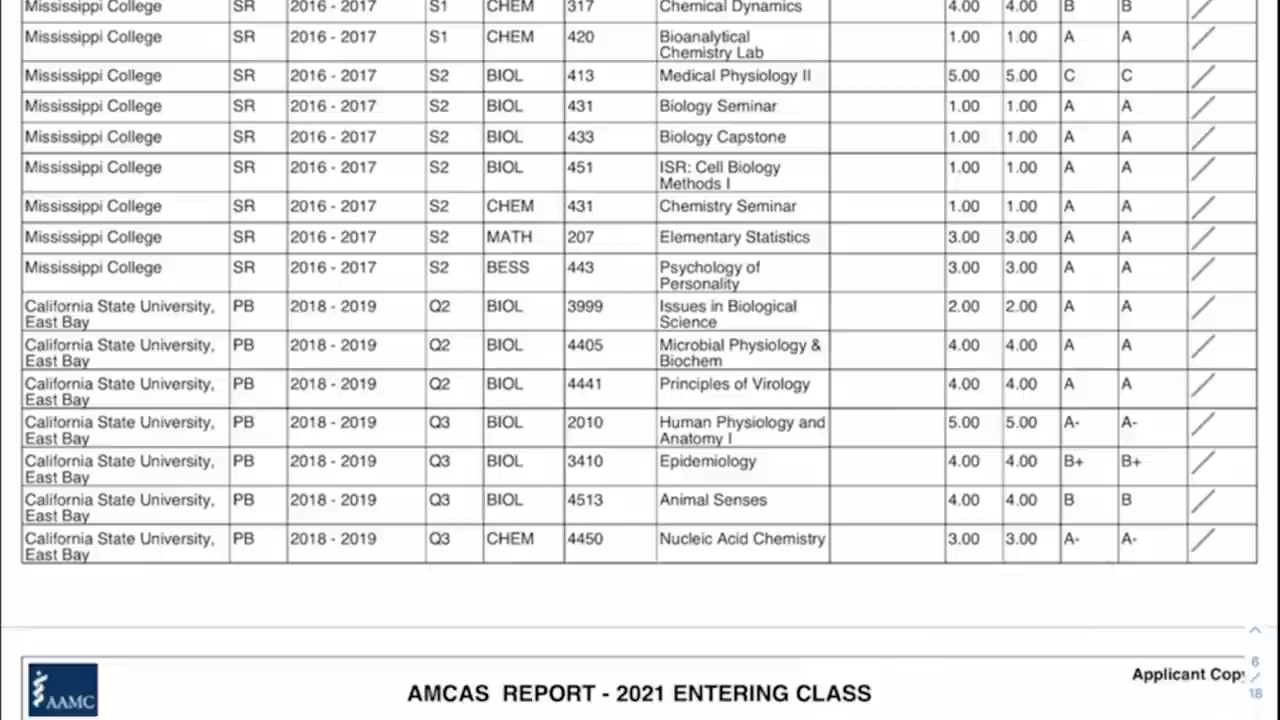 Mississippi College SR 2016 - 2017 S1 CHEM 317 Chemical Dynamics 4.00 4.00 B B
Mississippi College SR 2016 - 2017 S1 CHEM 420 Bioanalytical 1.00 1.00 A A
Chemistry Lab
Mississippi College SR 2016 - 2017 S2 BIOL 413 Medical Physiology II 5.00 5.00 C C
Mississippi College SR 2016 - 2017 S2 BIOL 431 Biology Seminar 1.00 1.00 A A
Mississippi College SR 2016 - 2017 S2 BIOL 433 Biology Capstone 1.00 1.00 A A
Mississippi College SR 2016 - 2017 S2 BIOL 451 ISR: Cell Biology 1.00 1.00 A A
Methods I
Mississippi College SR 2016 - 2017 S2 CHEM 431 Chemistry Seminar 1.00 1.00 A A
Mississippi College SR 2016 - 2017 S2 MATH 207 Elementary Statistics 3.00 3.00 A A
Mississippi College SR 2016 - 2017 S2 BESS 443 Psychology of 3.00 3.00 A A
Personality
California State University, PB 2018 - 2019 Q2 BIOL 3999 Issues in Biological 2.00 2.00 A A
East Bay Science
California State University, PB 2018 - 2019 Q2 BIOL 4405 Microbial Physiology & 4.00 4.00 A A
East Bay Biochem
California State University, PB 2018 - 2019 Q2 BIOL 4441 Principles of Virology 4.00 4.00 A A
East Bay
California State University, PB 2018 - 2019 Q3 BIOL 2010 Human Physiology and 5.00 5.00 A- A-
East Bay Anatomy I
California State University, PB 2018 - 2019 Q3 BIOL 3410 Epidemiology 4.00 4.00 B+ B+
East Bay
California State University, PB 2018 - 2019 Q3 BIOL 4513 Animal Senses 4.00 4.00 B B
East Bay
California State University, PB 2018 - 2019 Q3 CHEM 4450 Nucleic Acid Chemistry 3.00 3.00 A- A-
East Bay
Applicant Copy
6
/
18
AAMC
AMCAS REPORT - 2021 ENTERING CLASS